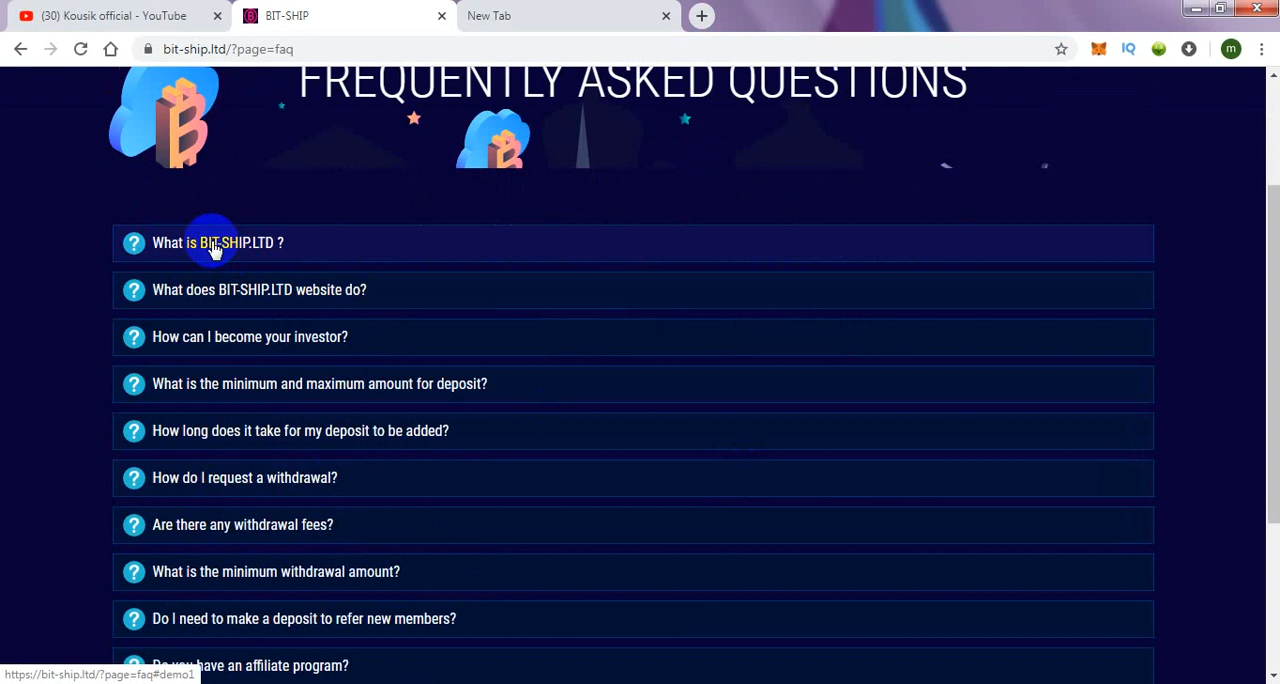 (30) Kousik official - YouTube
BIT-SHIP
New Tab
bit-ship.ltd/?page=faq
m
FREQUENTLY ASKED QUESTIONS
? What is BIT-SHIP.LTD ?
? What does BIT-SHIP.LTD website do?
? How can I become your investor?
? What is the minimum and maximum amount for deposit?
? How long does it take for my deposit to be added?
? How do I request a withdrawal?
? Are there any withdrawal fees?
? What is the minimum withdrawal amount?
? Do I need to make a deposit to refer new members?
? Do you have an affiliate program?
https://bit-ship.ltd/?page=faq#demo1